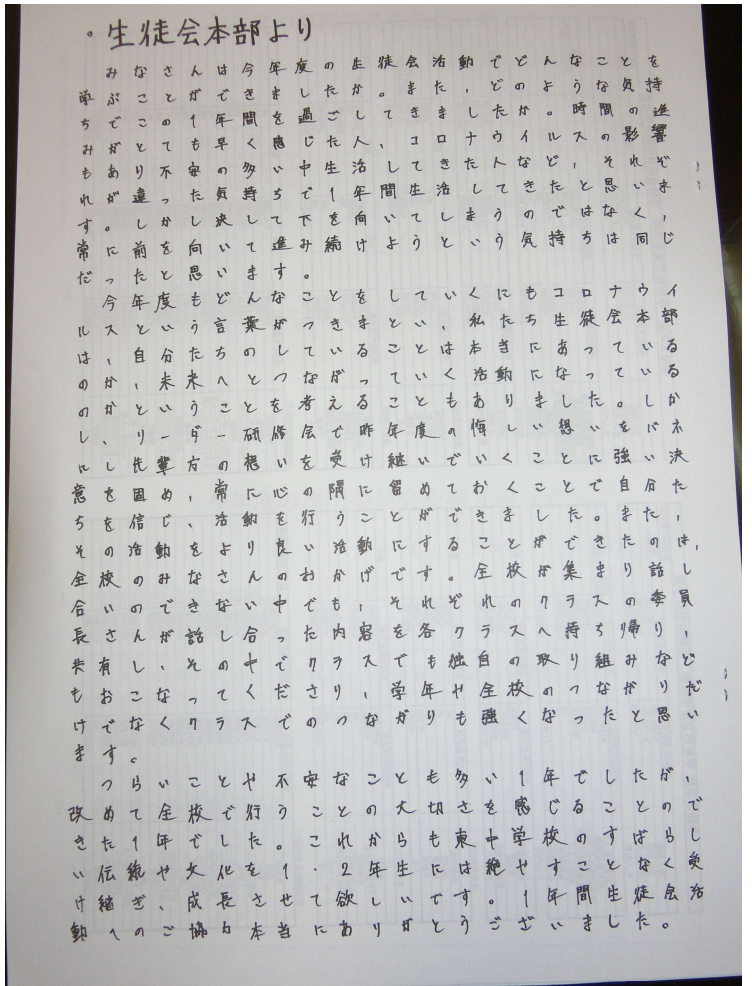 ・生徒会本部より
みなさんは今年度の生徒会活動でどんなことを
学ぶことができましたか。また,どのような気持
ちでこの1年間を過ごしてきましたか。時間の進
みがとても早く感じた人、コロナウイルスの影響
もあり不安の多い中生活してきた人など,それぞ
れが違った気持ちで1年間生活してきたと思いま
す。しかし決して下を向いてしまうのではなく,
常に前を向いて進み続けようという気持ちは同じ
だったと思います。
今年度もどんなことをしていくにもコロナウイ
ルスという言葉がつきまとい、私たち生徒会本部
は,自分たちのしていることは本当にあっている
のか,未来へとつながっていく活動になっている
のかということを考えることもありました。しか
し、リーダー研修会で昨年度の悔しい想いをバネ
にし先輩方の想いを受け継いでいくことに強い決
意を固め,常に心の隅に留めておくことで自分た
ちを信じ、活動を行うことができました。また,
その活動をより良い活動にすることができたのは,
全校のみなさんのおかげです。全校が集まり話し
合いのできない中でも,それぞれのクラスの委員
長さんが話し合った内容を各クラスへ持ち帰り,
共有し、その中でクラスでも独自の取り組みなど
もおこなってくださり,学年や全校のつながりだ
けでなくクラスでのつながりも強くなったと思い
ます。
つらいことや不安なことも多い1年でしたが,
改めて全校で行うことの大切さを感じることので
きた1年でした。これからも東中学校のすばらし
い伝統や文化を1・2年生には絶やすことなく受
け継ぎ、成長させて欲しいです。1年間生徒会活
動へのご協力本当にありがとうございました。